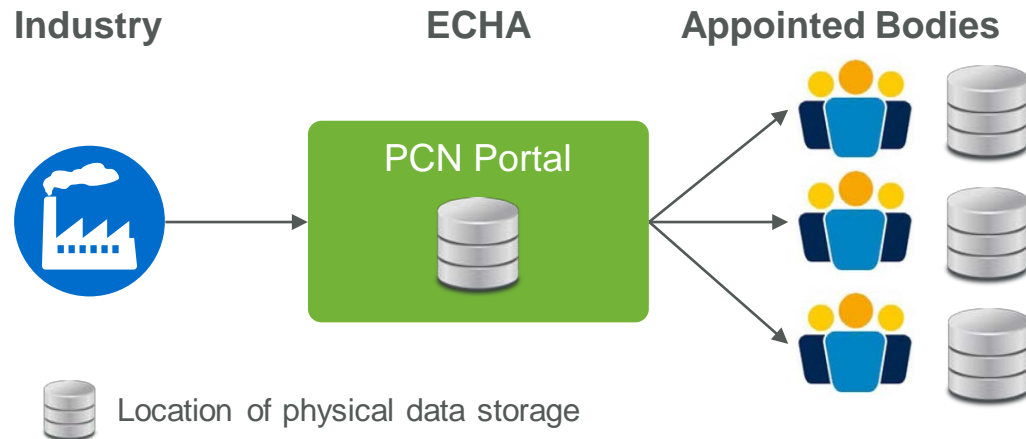 Industry
ECHA
Appointed Bodies
PCN Portal
Location of physical data storage